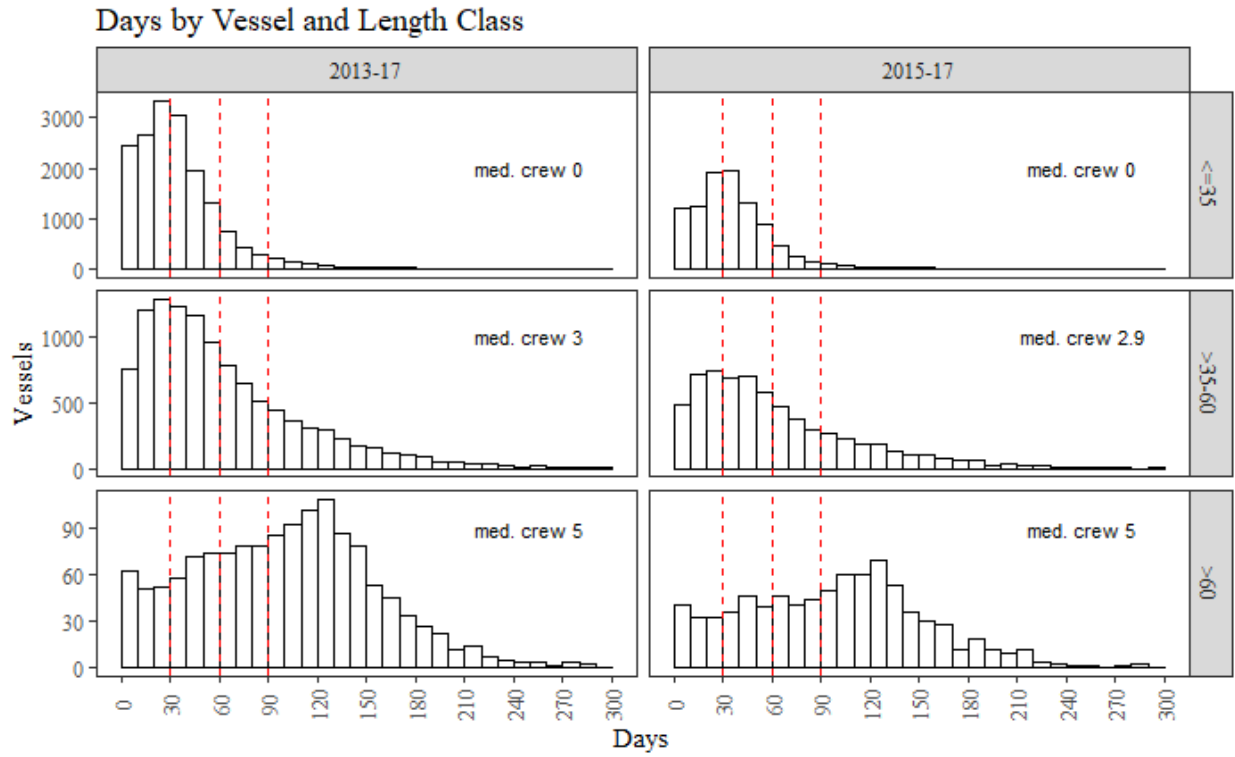 Days by Vessel and Length Class
2013-17 2015-17
3000
2000
1000
0
med. crew 0
med. crew 0
<=35
1000
500
0
med. crew 3
med. crew 2.9
>35-60
90
60
30
0
med. crew 5
med. crew 5
>60
Vessels
0 30 60 90 120 150 180 210 240 270 300
0 30 60 90 120 150 180 210 240 270 300
Days